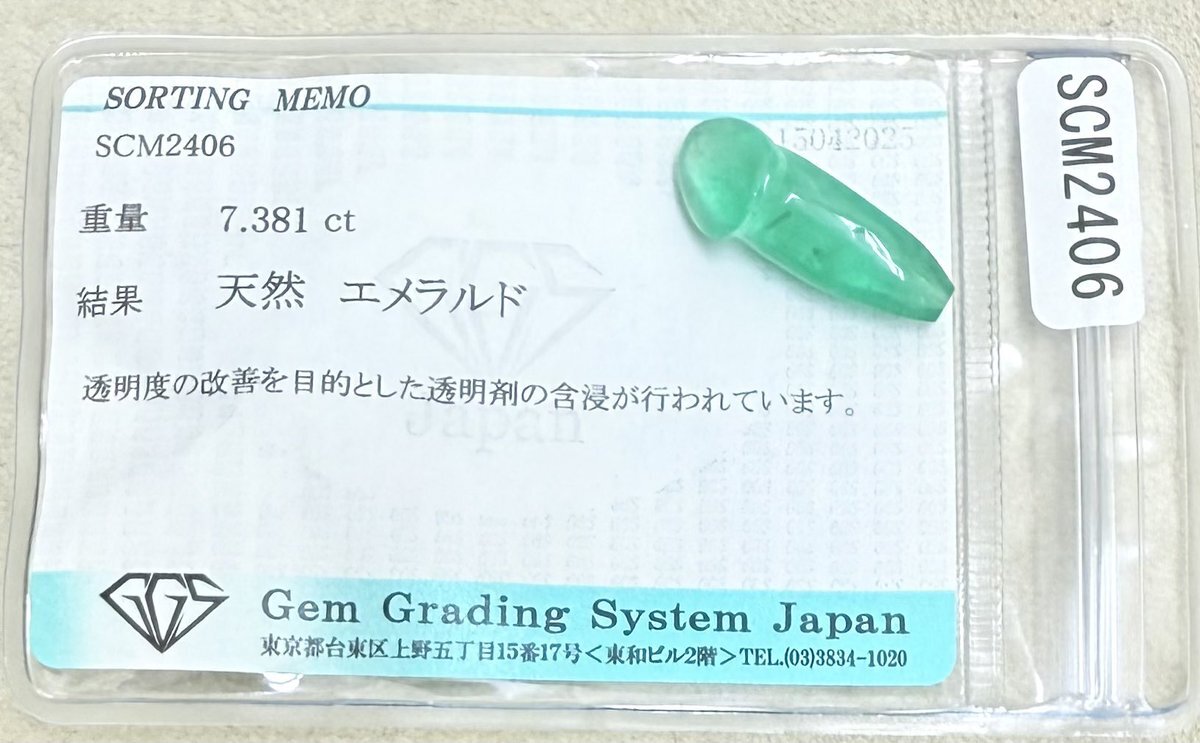 SORTING MEMO
SCM2406
15042025
重量 7.381 ct
結果 天然 エメラルド
透明度の改善を目的とした透明剤の含浸が行われています。
Japan
GGS
Gem Grading System Japan
東京都台東区上野五丁目15番17号<東和ビル2階>TEL.(03)3834-1020
SCM2406